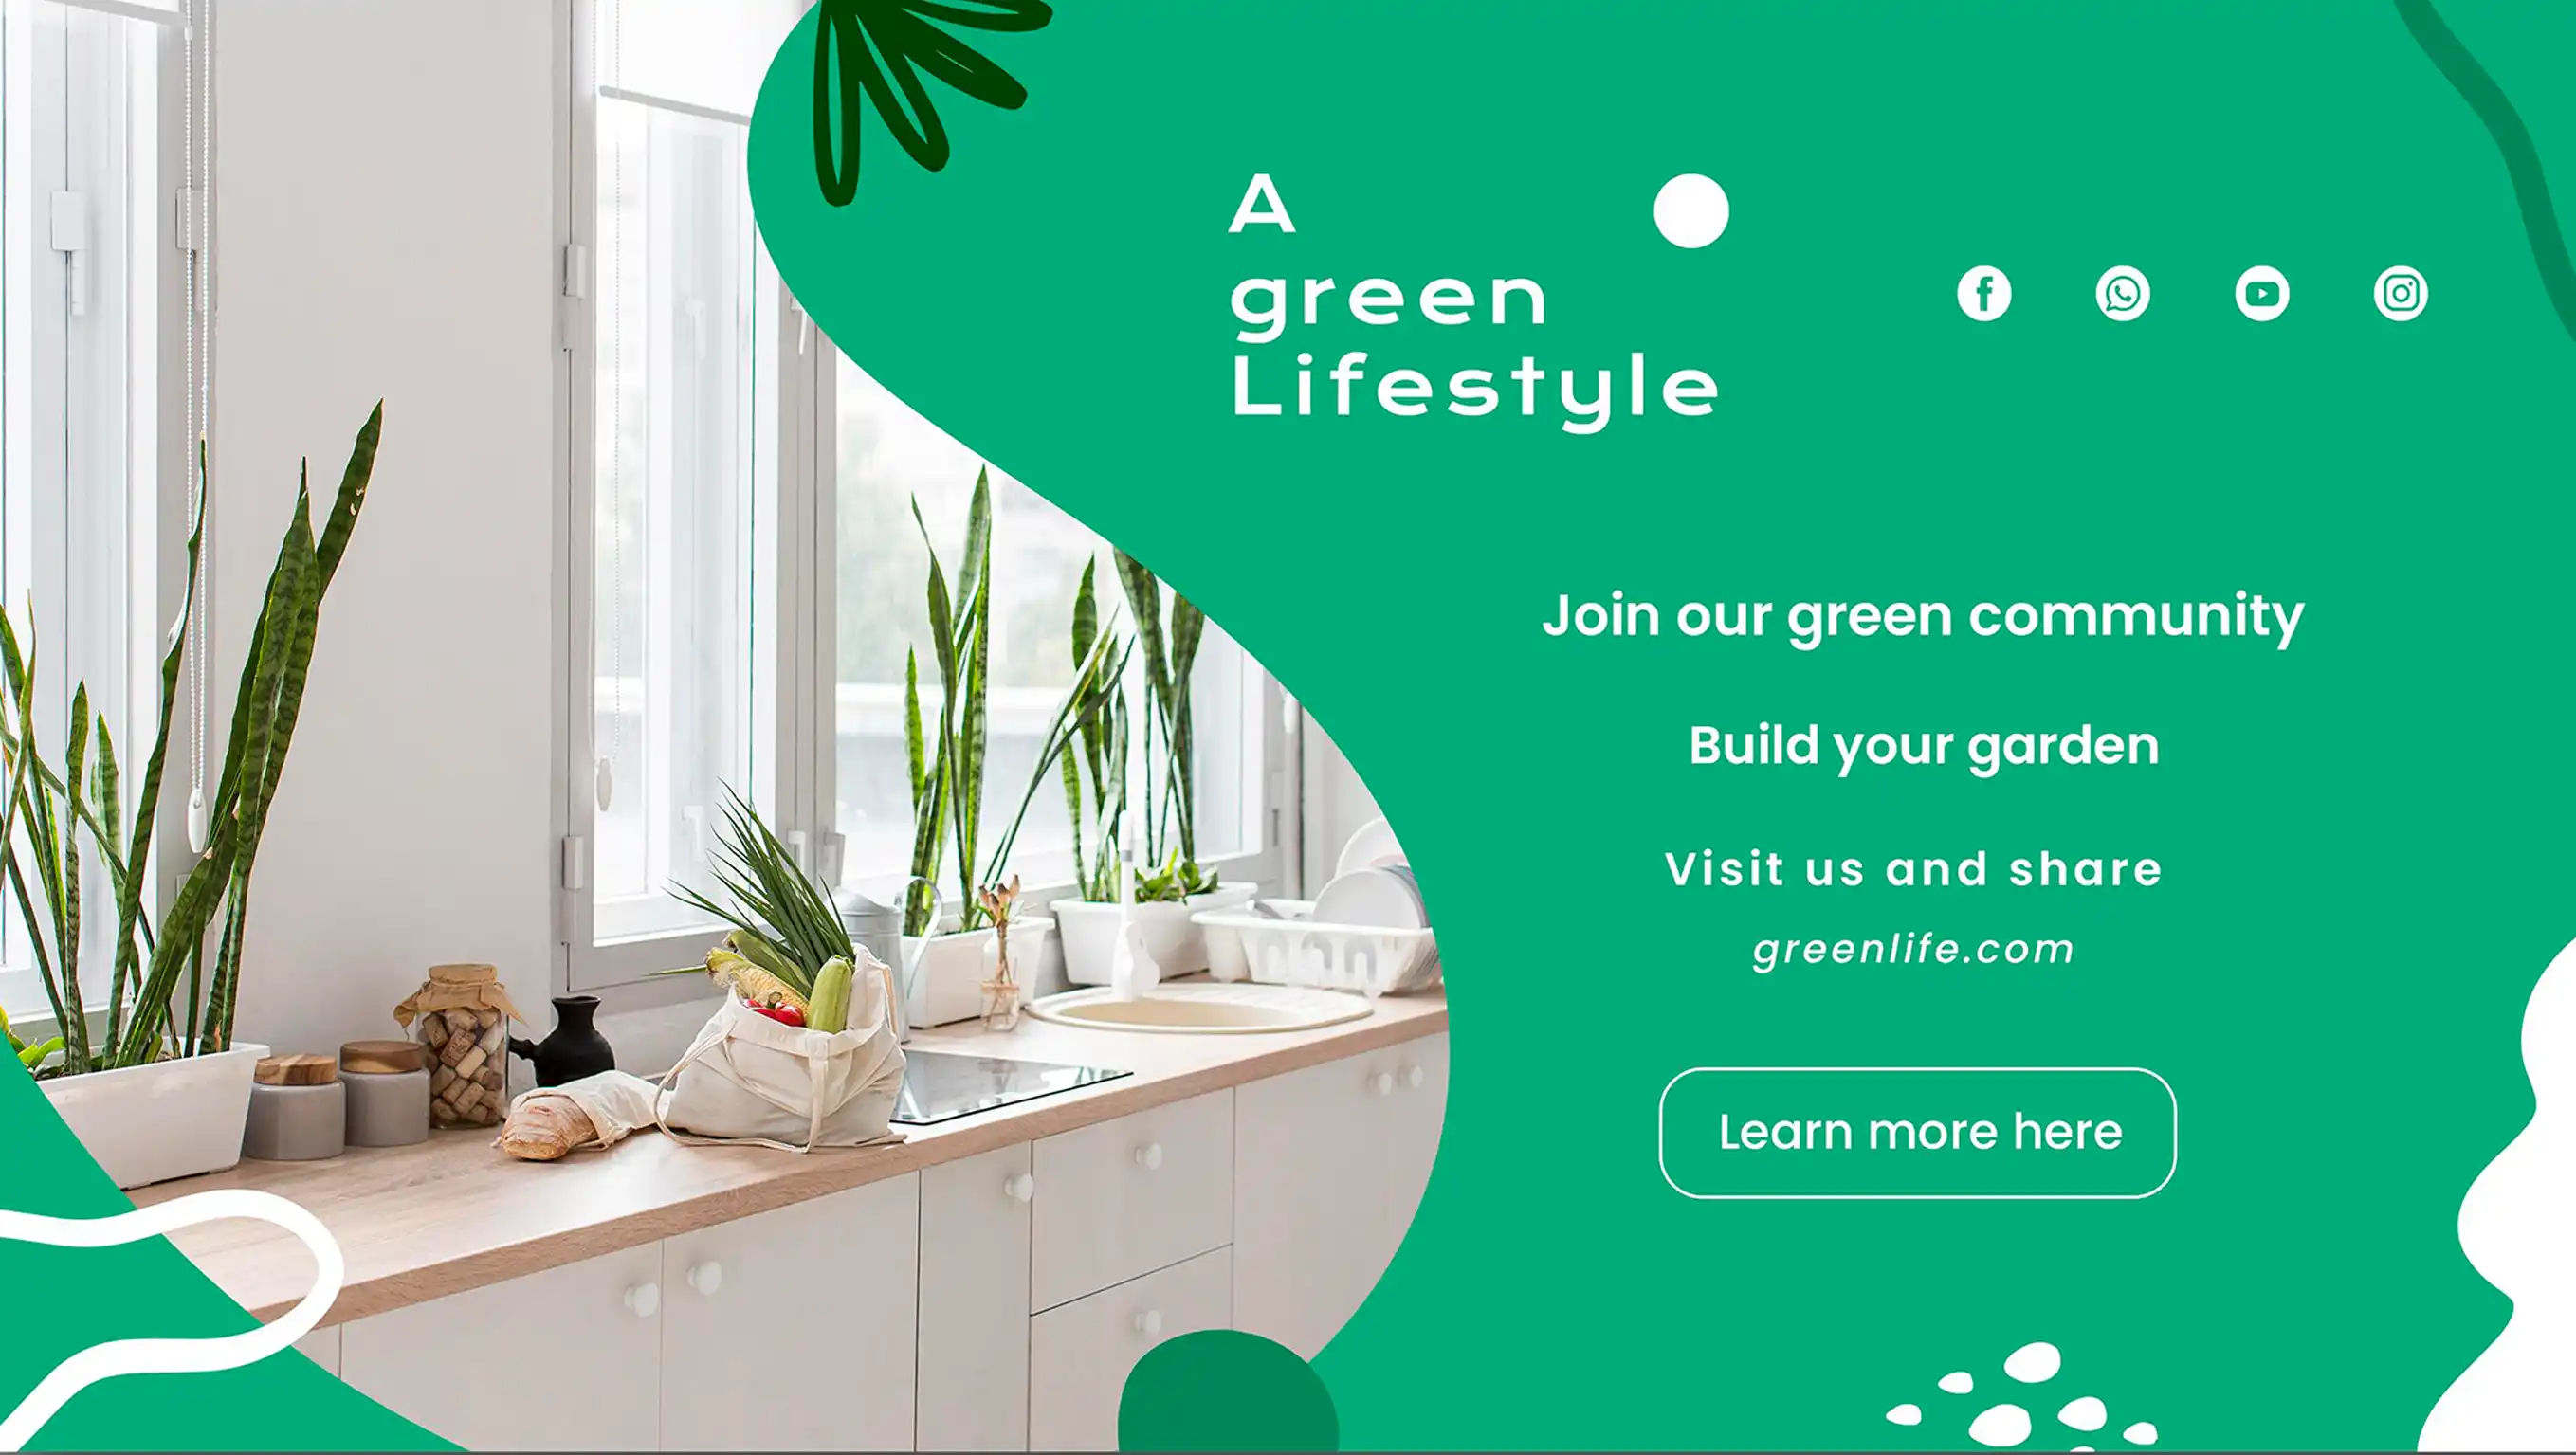 A
green
Lifestyle
Join our green community
Build your garden
Visit us and share
greenlife.com
Learn more here